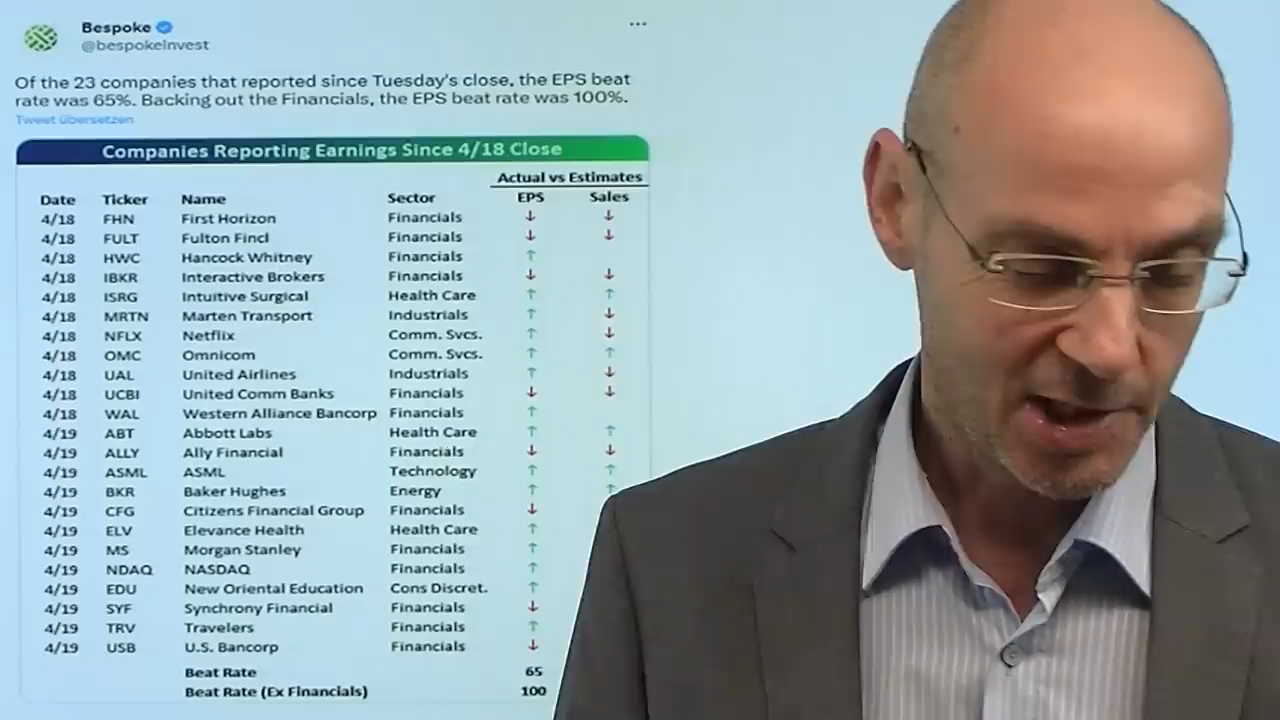 Bespoke
@bespokeInvest
...
Of the 23 companies that reported since Tuesday's close, the EPS beat
rate was 65%. Backing out the Financials, the EPS beat rate was 100%.
Tweet übersetzen
Companies Reporting Earnings Since 4/18 Close
Actual vs Estimates
Date Ticker Name Sector EPS Sales
4/18 FHN First Horizon Financials ↓ ↓
4/18 FULT Fulton Fincl Financials ↓ ↓
4/18 HWC Hancock Whitney Financials ↑
4/18 IBKR Interactive Brokers Financials ↓ ↓
4/18 ISRG Intuitive Surgical Health Care ↑ ↑
4/18 MRTN Marten Transport Industrials ↑ ↓
4/18 NFLX Netflix Comm. Svcs. ↑ ↓
4/18 OMC Omnicom Comm. Svcs. ↑ ↑
4/18 UAL United Airlines Industrials ↑ ↓
4/18 UCBI United Comm Banks Financials ↓ ↓
4/18 WAL Western Alliance Bancorp Financials ↑
4/19 ABT Abbott Labs Health Care ↑ ↑
4/19 ALLY Ally Financial Financials ↓ ↓
4/19 ASML ASML Technology ↑ ↑
4/19 BKR Baker Hughes Energy ↑ ↑
4/19 CFG Citizens Financial Group Financials ↓
4/19 ELV Elevance Health Health Care ↑
4/19 MS Morgan Stanley Financials ↑
4/19 NDAQ NASDAQ Financials ↑
4/19 EDU New Oriental Education Cons Discret. ↑
4/19 SYF Synchrony Financial Financials ↓
4/19 TRV Travelers Financials ↑
4/19 USB U.S. Bancorp Financials ↓
Beat Rate 65
Beat Rate (Ex Financials) 100